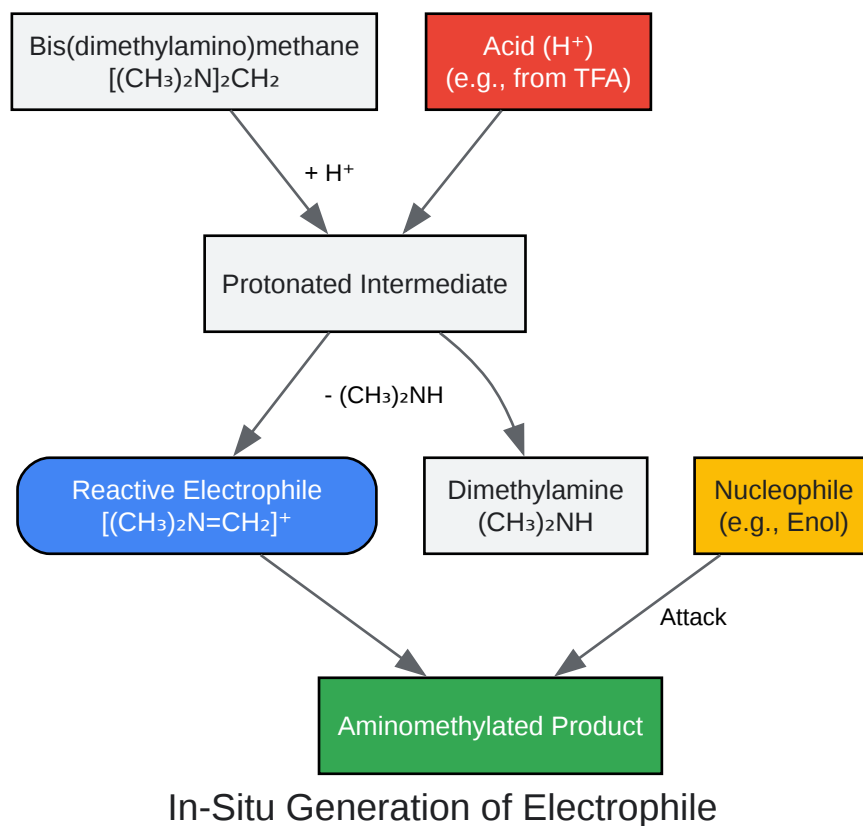 Bis(dimethylamino)methane
[(CH₃)₂N]₂CH₂
Acid (H⁺)
(e.g., from TFA)
+ H⁺
Protonated Intermediate
- (CH₃)₂NH
Reactive Electrophile
[(CH₃)₂N=CH₂]⁺
Dimethylamine
(CH₃)₂NH
Nucleophile
(e.g., Enol)
Attack
Aminomethylated Product
In-Situ Generation of Electrophile